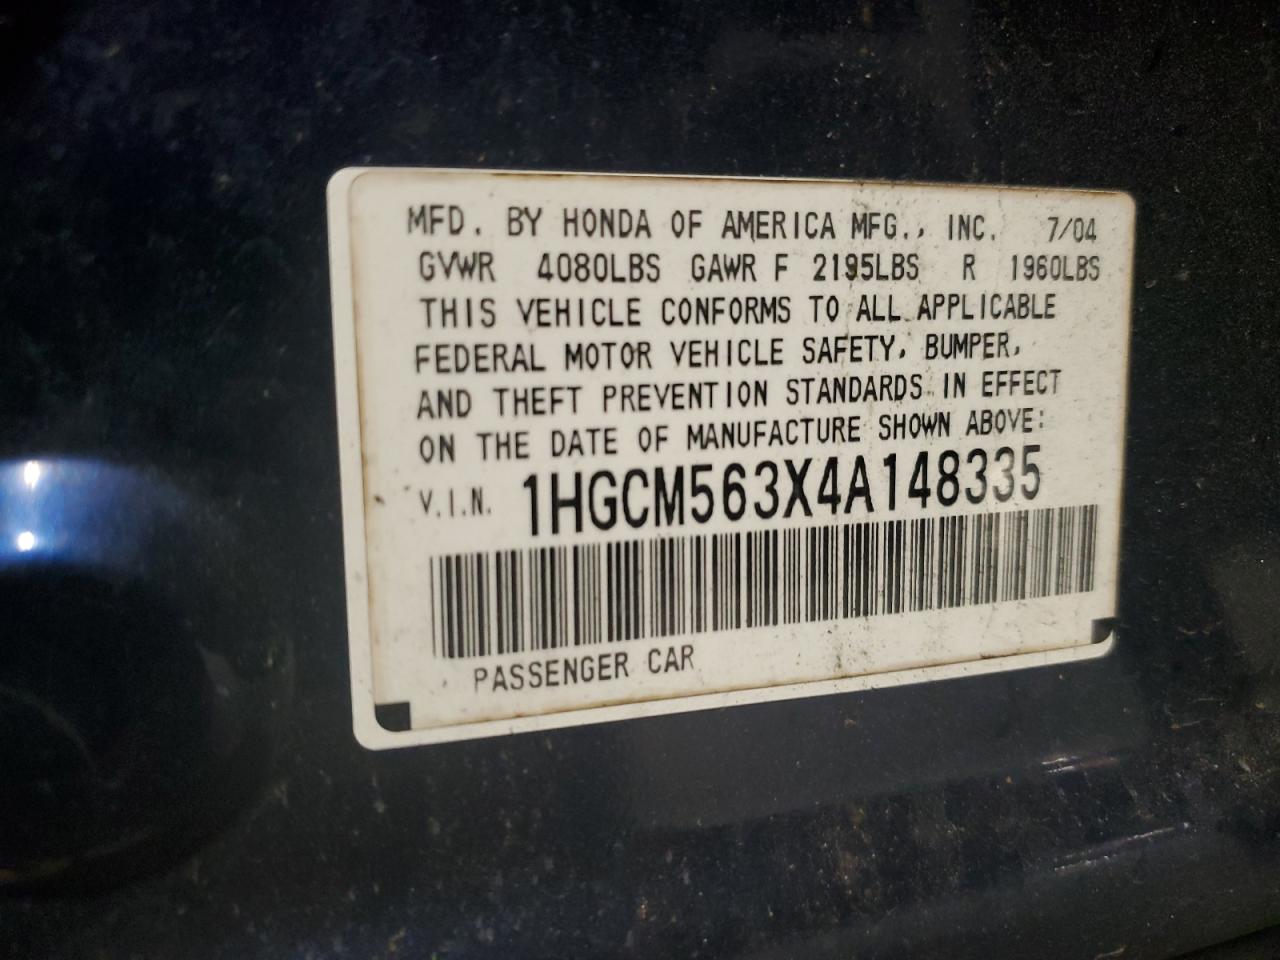 MFD. BY HONDA OF AMERICA MFG., INC. 7/04
GVWR 4080LBS GAWR F 2195LBS R 1960LBS
THIS VEHICLE CONFORMS TO ALL APPLICABLE
FEDERAL MOTOR VEHICLE SAFETY, BUMPER,
AND THEFT PREVENTION STANDARDS IN EFFECT
ON THE DATE OF MANUFACTURE SHOWN ABOVE:
V.I.N. 1HGCM563X4A148335
PASSENGER CAR